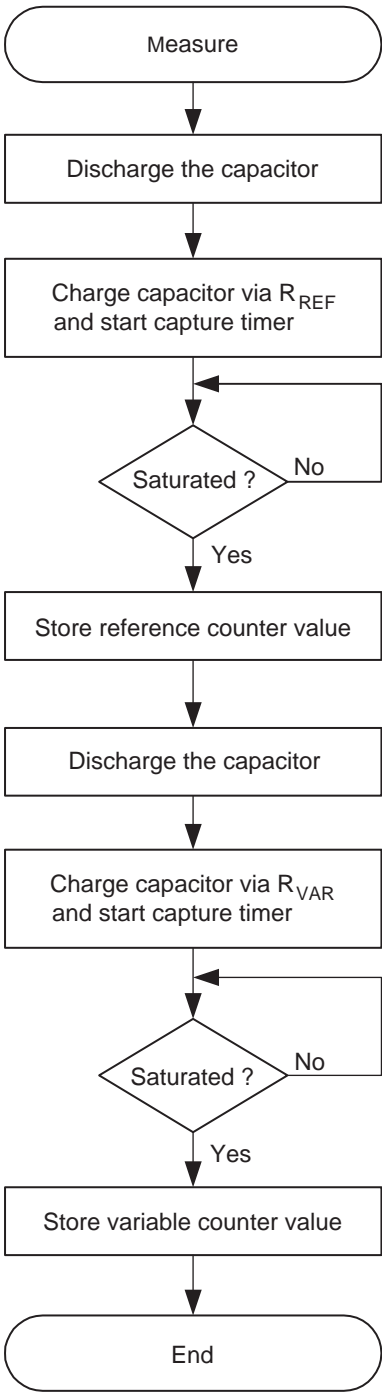 Measure
Discharge the capacitor
Charge capacitor via R_REF
and start capture timer
Saturated ?
No
Yes
Store reference counter value
Discharge the capacitor
Charge capacitor via R_VAR
and start capture timer
Saturated ?
No
Yes
Store variable counter value
End